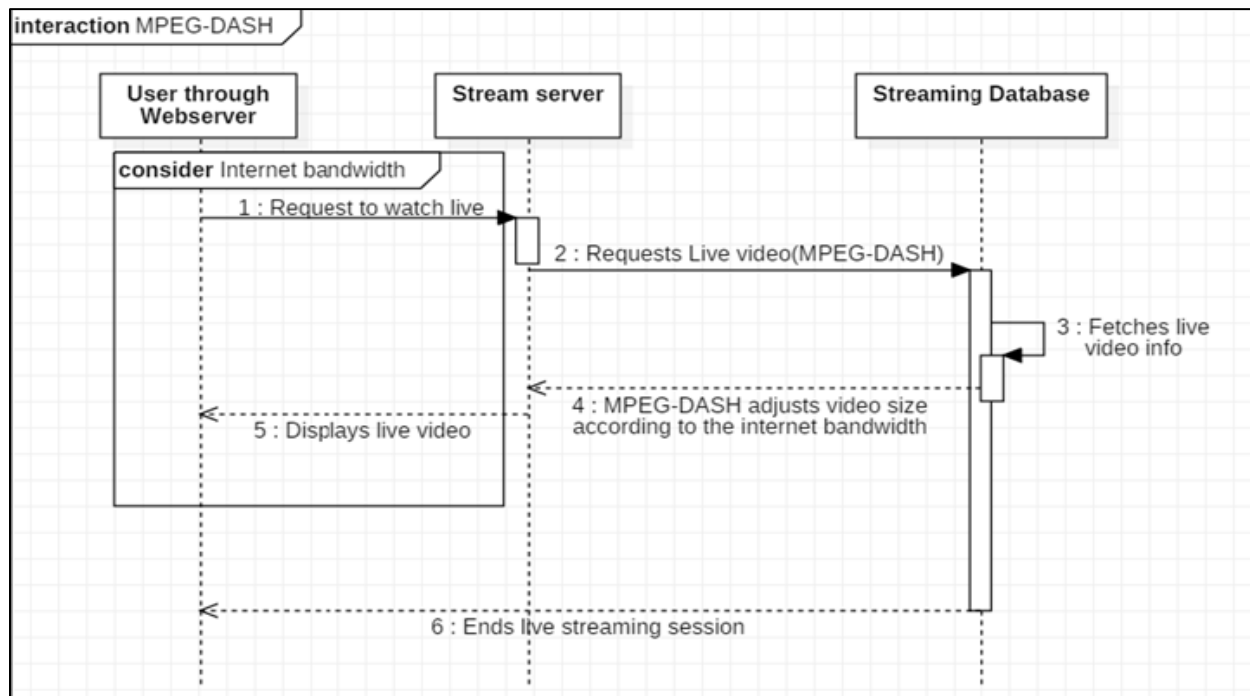 interaction MPEG-DASH
User through
Webserver
Stream server
Streaming Database
consider Internet bandwidth
1 : Request to watch live
2 : Requests Live video(MPEG-DASH)
3 : Fetches live
video info
4 : MPEG-DASH adjusts video size
according to the internet bandwidth
5 : Displays live video
6 : Ends live streaming session